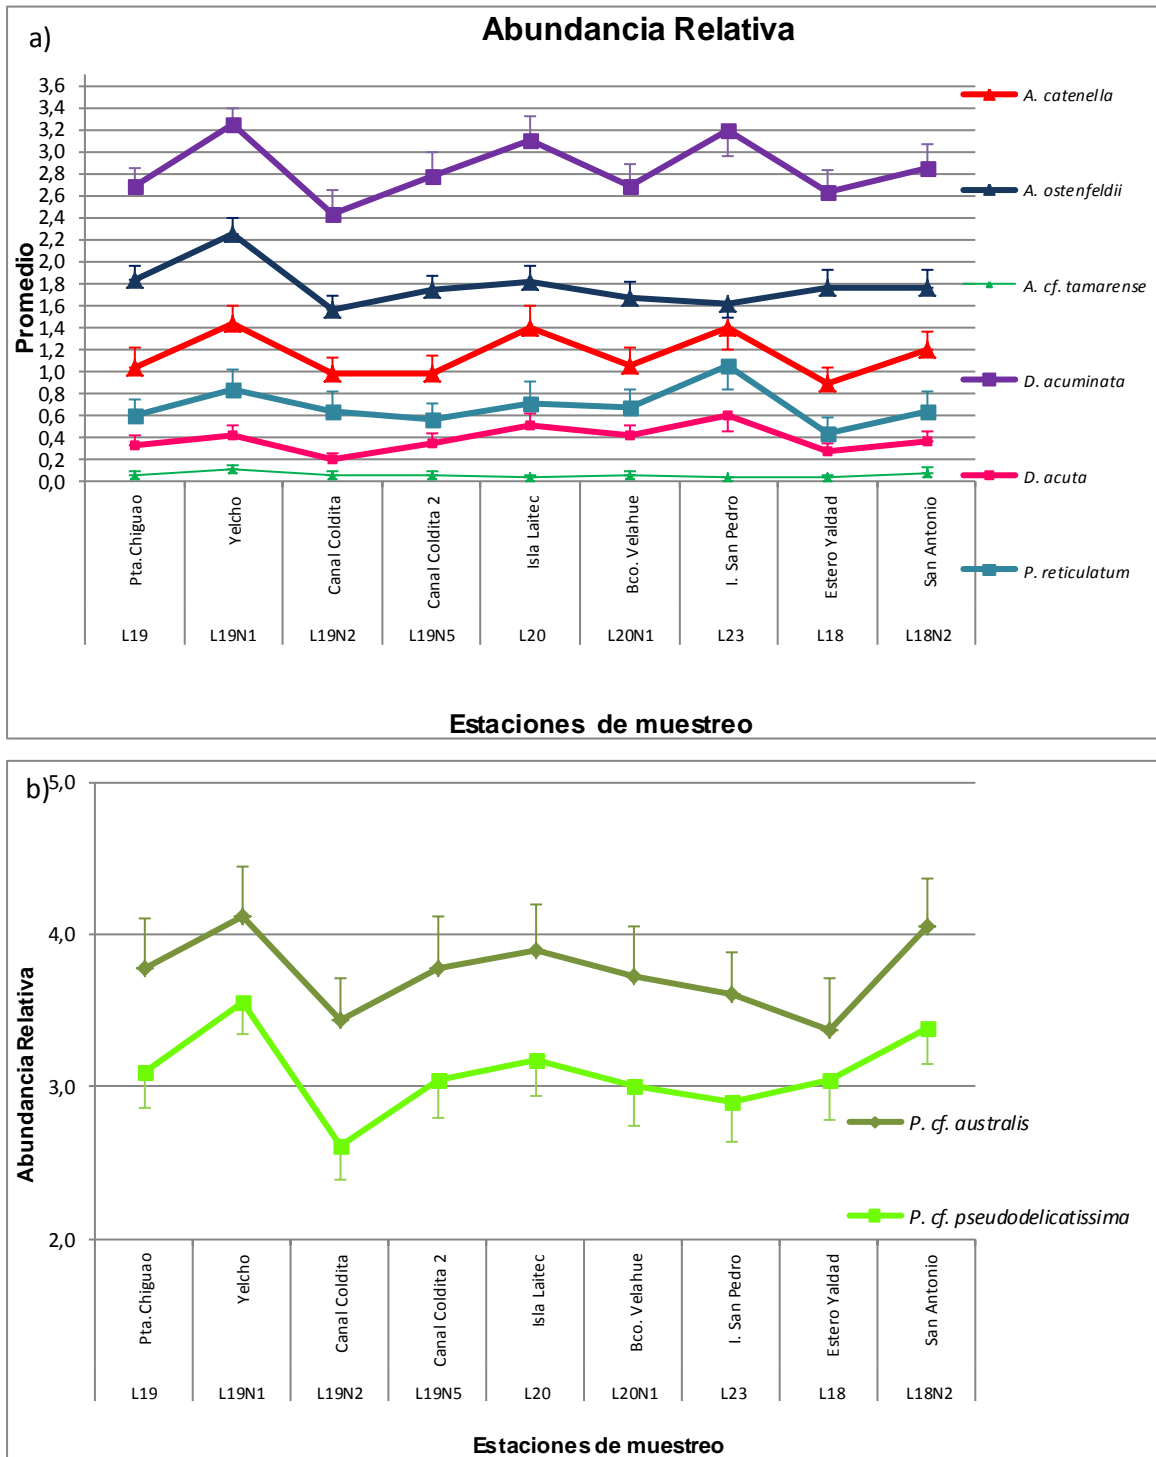 a)
Abundancia Relativa
Promedio
3,6
3,4
3,2
3,0
2,8
2,6
2,4
2,2
2,0
1,8
1,6
1,4
1,2
1,0
0,8
0,6
0,4
0,2
0,0
A. catenella
A. ostenfeldii
A. cf. tamarense
D. acuminata
D. acuta
P. reticulatum
Pta.Chiguao
Yelcho
Canal Coldita
Canal Coldita 2
Isla Laitec
Bco. Velahue
I. San Pedro
Estero Yaldad
San Antonio
L19
L19N1
L19N2
L19N5
L20
L20N1
L23
L18
L18N2
Estaciones de muestreo
b)
Abundancia Relativa
5,0
4,0
3,0
2,0
P. cf. australis
P. cf. pseudodelicatissima
Pta.Chiguao
Yelcho
Canal Coldita
Canal Coldita 2
Isla Laitec
Bco. Velahue
I. San Pedro
Estero Yaldad
San Antonio
L19
L19N1
L19N2
L19N5
L20
L20N1
L23
L18
L18N2
Estaciones de muestreo